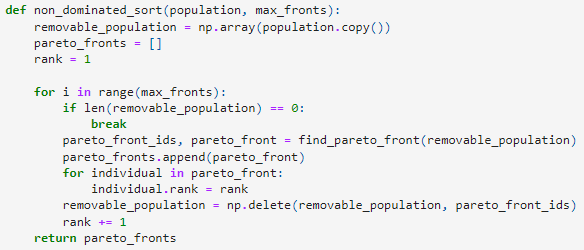 def non_dominated_sort(population, max_fronts):
    removable_population = np.array(population.copy())
    pareto_fronts = []
    rank = 1

    for i in range(max_fronts):
        if len(removable_population) == 0:
            break
        pareto_front_ids, pareto_front = find_pareto_front(removable_population)
        pareto_fronts.append(pareto_front)
        for individual in pareto_front:
            individual.rank = rank
        removable_population = np.delete(removable_population, pareto_front_ids)
        rank += 1
    return pareto_fronts